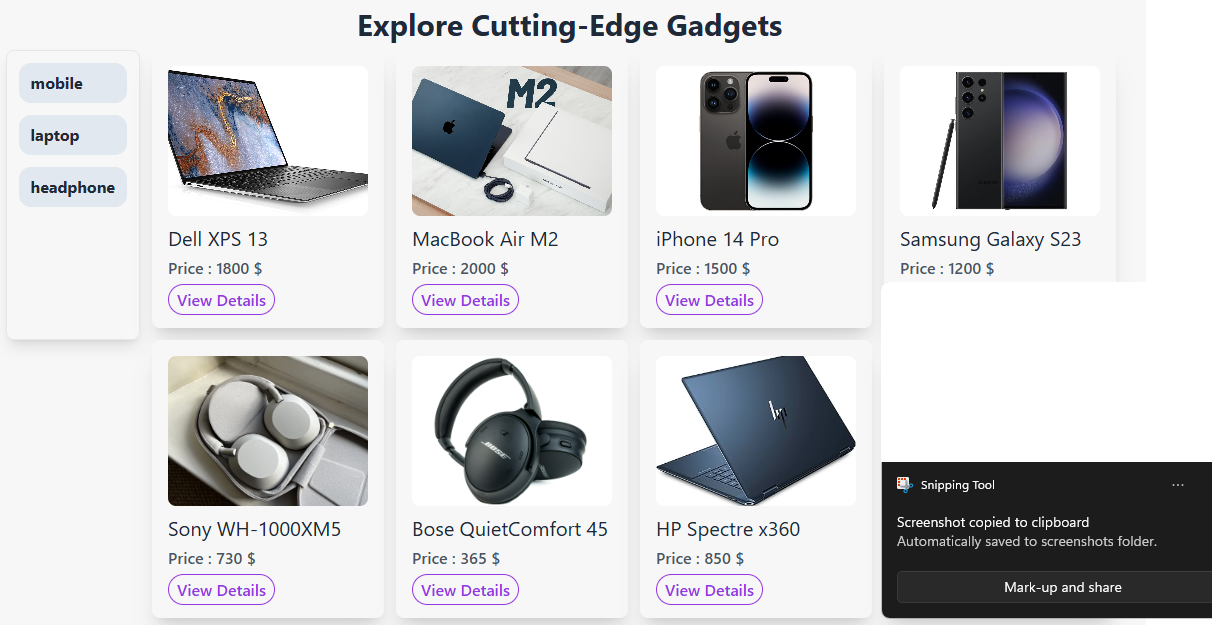 Explore Cutting-Edge Gadgets
mobile
laptop
headphone
M2
Dell XPS 13
Price : 1800 $
View Details
MacBook Air M2
Price : 2000 $
View Details
iPhone 14 Pro
Price : 1500 $
View Details
Samsung Galaxy S23
Price : 1200 $
BOSE
hp
Sony WH-1000XM5
Price : 730 $
View Details
Bose QuietComfort 45
Price : 365 $
View Details
HP Spectre x360
Price : 850 $
View Details
Snipping Tool
Screenshot copied to clipboard
Automatically saved to screenshots folder.
Mark-up and share